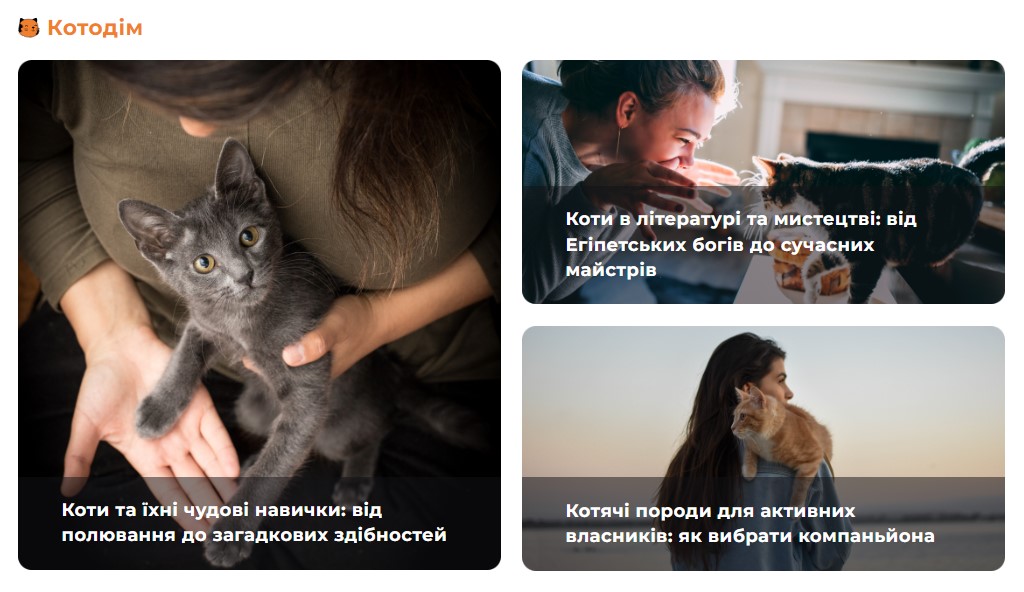 Котодім
Коти та їхні чудові навички: від
полювання до загадкових здібностей
Коти в літературі та мистецтві: від
Єгіпетських богів до сучасних
майстрів
Котячі породи для активних
власників: як вибрати компаньйона